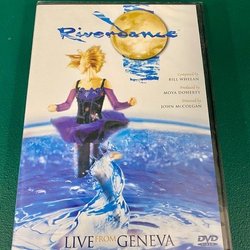 Riverdance
Composed by
BILL WHELAN
Produced by
MOYA DOHERTY
Directed by
JOHN McCOLGAN
LIVE FROM GENEVA
DVD